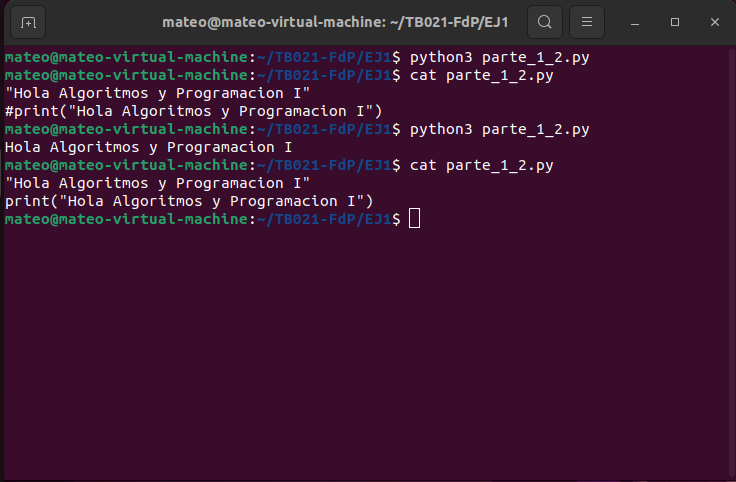 mateo@mateo-virtual-machine: ~/TB021-FdP/EJ1
mateo@mateo-virtual-machine:~/TB021-FdP/EJ1$ python3 parte_1_2.py
mateo@mateo-virtual-machine:~/TB021-FdP/EJ1$ cat parte_1_2.py
"Hola Algoritmos y Programacion I"
#print("Hola Algoritmos y Programacion I")
mateo@mateo-virtual-machine:~/TB021-FdP/EJ1$ python3 parte_1_2.py
Hola Algoritmos y Programacion I
mateo@mateo-virtual-machine:~/TB021-FdP/EJ1$ cat parte_1_2.py
"Hola Algoritmos y Programacion I"
print("Hola Algoritmos y Programacion I")
mateo@mateo-virtual-machine:~/TB021-FdP/EJ1$